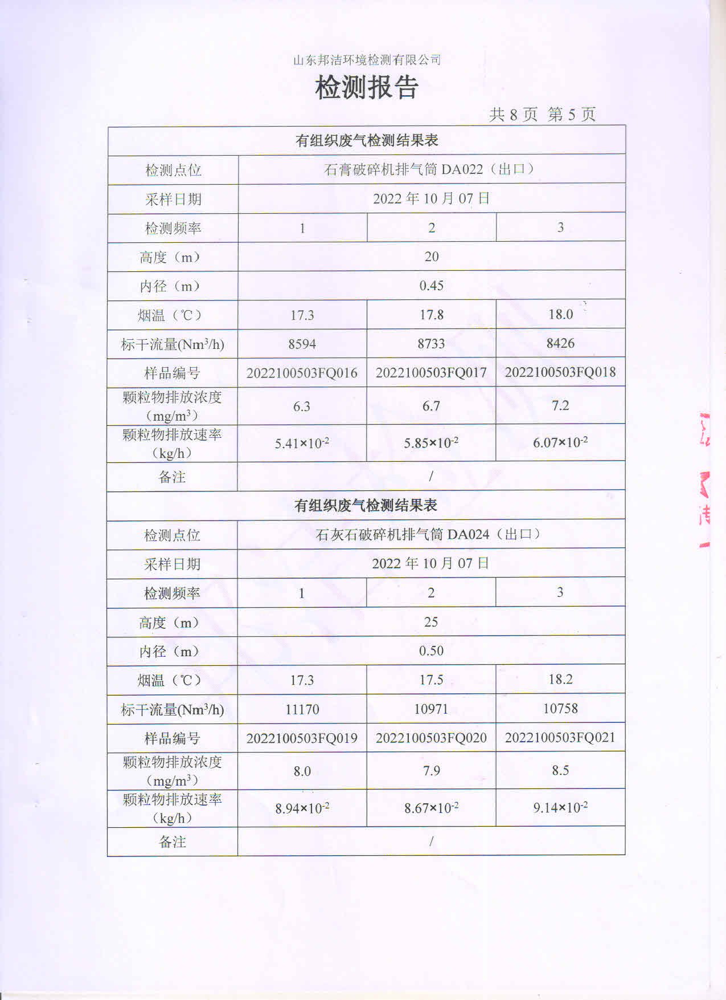 山东邦洁环境检测有限公司
检测报告
共 8 页 第 5 页
有组织废气检测结果表
检测点位 石膏破碎机排气筒 DA022（出口）
采样日期 2022 年 10 月 07 日
检测频率 1 2 3
高度（m） 20
内径（m） 0.45
烟温（℃） 17.3 17.8 18.0
标干流量(Nm³/h) 8594 8733 8426
样品编号 2022100503FQ016 2022100503FQ017 2022100503FQ018
颗粒物排放浓度
（mg/m³） 6.3 6.7 7.2
颗粒物排放速率
（kg/h） 5.41×10⁻² 5.85×10⁻² 6.07×10⁻²
备注 /
有组织废气检测结果表
检测点位 石灰石破碎机排气筒 DA024（出口）
采样日期 2022 年 10 月 07 日
检测频率 1 2 3
高度（m） 25
内径（m） 0.50
烟温（℃） 17.3 17.5 18.2
标干流量(Nm³/h) 11170 10971 10758
样品编号 2022100503FQ019 2022100503FQ020 2022100503FQ021
颗粒物排放浓度
（mg/m³） 8.0 7.9 8.5
颗粒物排放速率
（kg/h） 8.94×10⁻² 8.67×10⁻² 9.14×10⁻²
备注 /